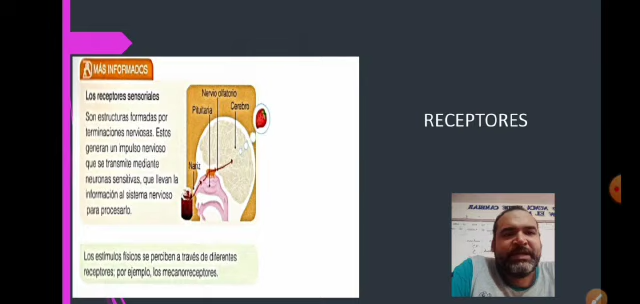 MÁS INFORMADOS
Los receptores sensoriales
Son estructuras formadas por
terminaciones nerviosas. Estos
generan un impulso nervioso
que se transmite mediante
neuronas sensitivas, que llevan la
información al sistema nervioso
para procesarlo.
Nervio olfatorio
Pituitaria
Cerebro
Nariz
Los estímulos físicos se perciben a través de diferentes
receptores; por ejemplo, los mecanorreceptores.
RECEPTORES